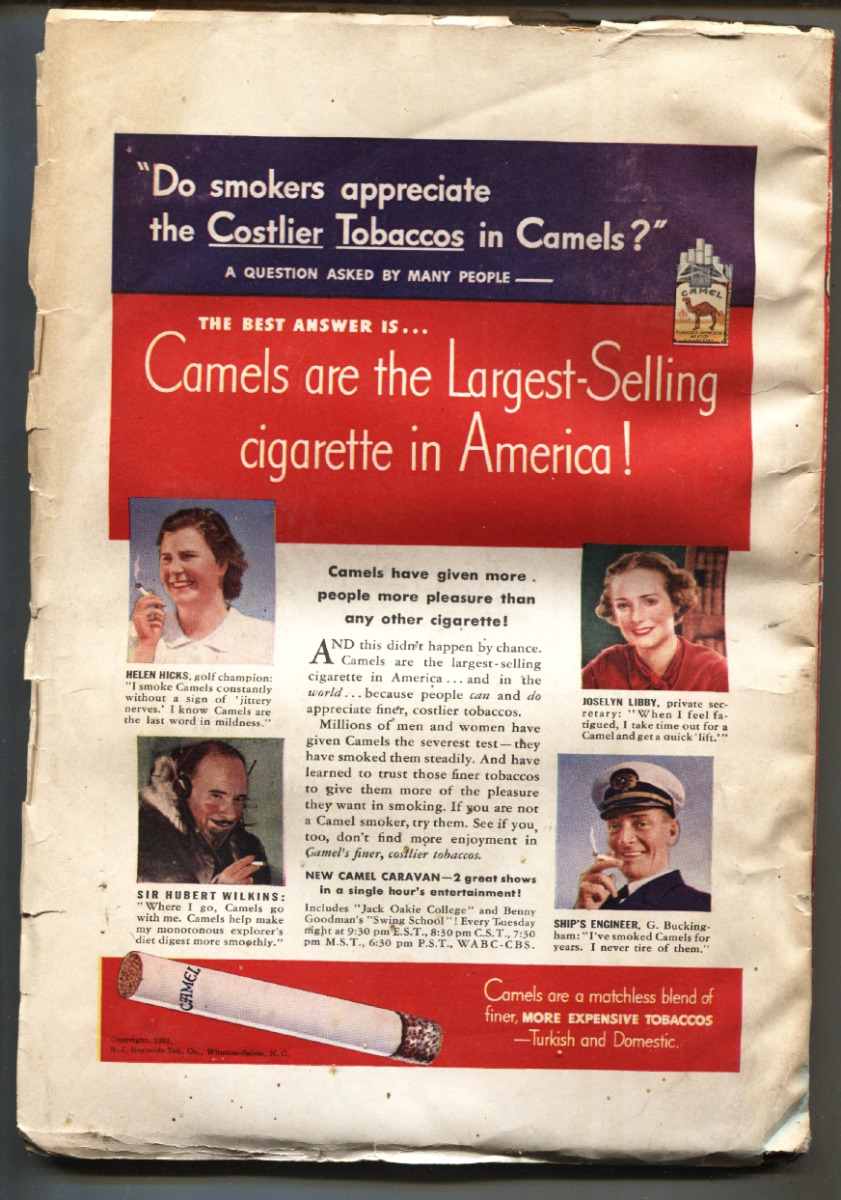 "Do smokers appreciate
the Costlier Tobaccos in Camels?"
A QUESTION ASKED BY MANY PEOPLE —
CAMEL
THE BEST ANSWER IS...
Camels are the Largest-Selling
cigarette in America!
HELEN HICKS, golf champion:
"I smoke Camels constantly
without a sign of 'jittery
nerves.' I know Camels are
the last word in mildness."
SIR HUBERT WILKINS:
"Where I go, Camels go
with me. Camels help make
my monotonous explorer's
diet digest more smoothly."
Camels have given more
people more pleasure than
any other cigarette!
AND this didn't happen by chance.
Camels are the largest-selling
cigarette in America...and in the
world...because people can and do
appreciate finer, costlier tobaccos.
Millions of men and women have
given Camels the severest test—they
have smoked them steadily. And have
learned to trust those finer tobaccos
to give them more of the pleasure
they want in smoking. If you are not
a Camel smoker, try them. See if you,
too, don't find more enjoyment in
Camel's finer, costlier tobaccos.
NEW CAMEL CARAVAN—2 great shows
in a single hour's entertainment!
Includes "Jack Oakie College" and Benny
Goodman's "Swing School"! Every Tuesday
night at 9:30 pm E.S.T., 8:30 pm C.S.T., 7:30
pm M.S.T., 6:30 pm P.S.T., WABC-CBS.
JOSELYN LIBBY, private sec-
retary: "When I feel fa-
tigued, I take time out for a
Camel and get a quick 'lift.'"
SHIP'S ENGINEER, G. Bucking-
ham: "I've smoked Camels for
years. I never tire of them."
CAMEL
Copyright, 1937,
R. J. Reynolds Tob. Co., Winston-Salem, N. C.
Camels are a matchless blend of
finer, MORE EXPENSIVE TOBACCOS
—Turkish and Domestic.